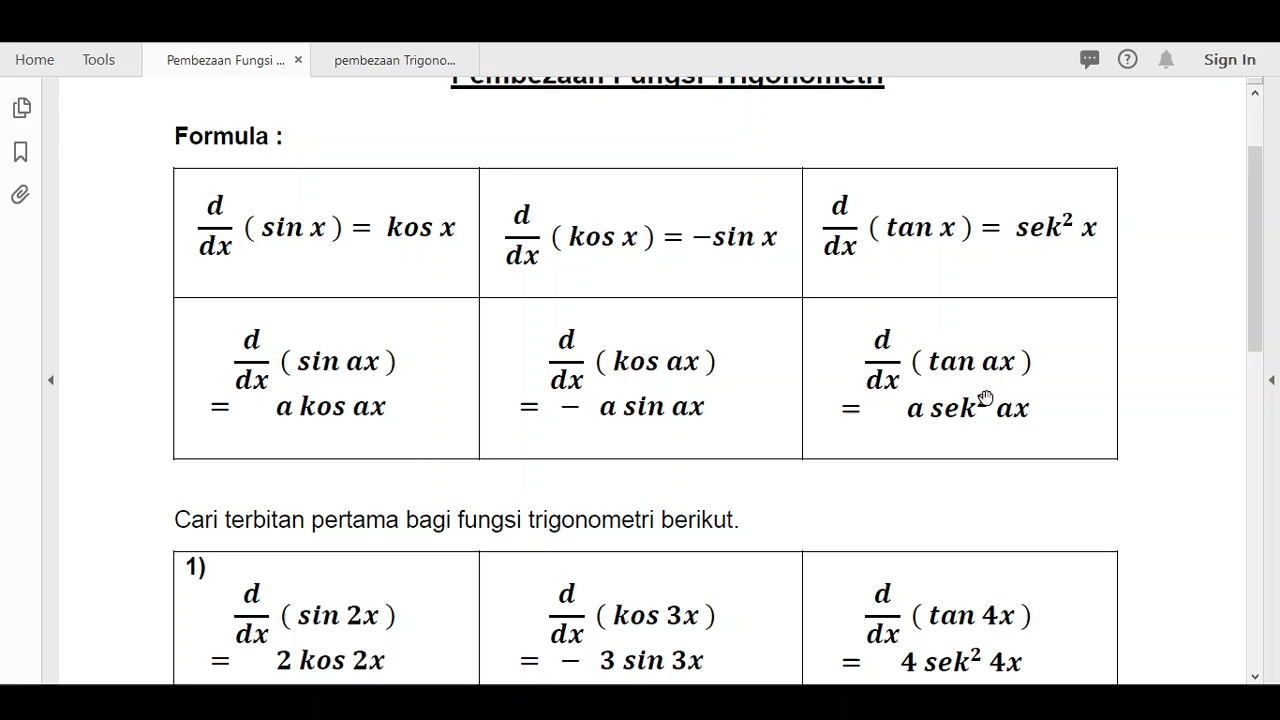 Home Tools Pembezaan Fungsi ... × pembezaan Trigono... Sign In
Pembezaan Fungsi Trigonometri
Formula :
d/dx ( sin x ) = kos x
d/dx ( kos x ) = −sin x
d/dx ( tan x ) = sek² x
d/dx ( sin ax )
= a kos ax
d/dx ( kos ax )
= − a sin ax
d/dx ( tan ax )
= a sek² ax
Cari terbitan pertama bagi fungsi trigonometri berikut.
1)
d/dx ( sin 2x )
= 2 kos 2x
d/dx ( kos 3x )
= − 3 sin 3x
d/dx ( tan 4x )
= 4 sek² 4x